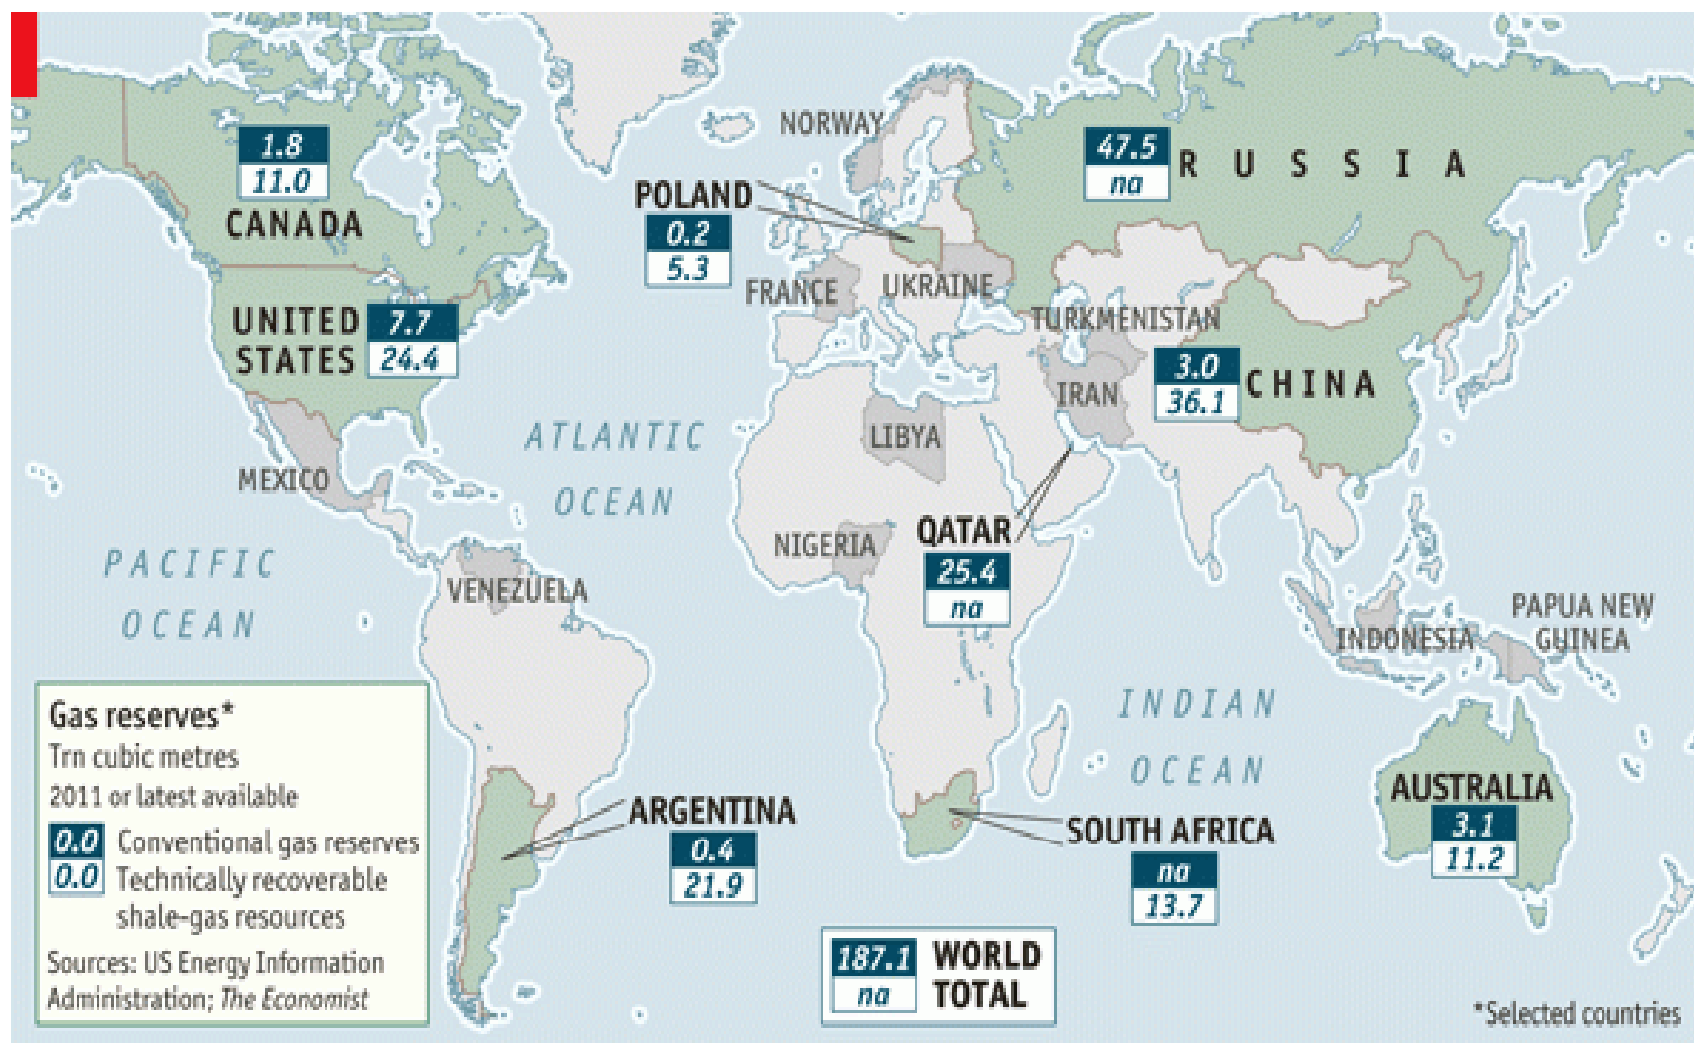 NORWAY
1.8
11.0
CANADA
47.5
na
RUSSIA
POLAND
0.2
5.3
FRANCE
UKRAINE
UNITED
STATES
7.7
24.4
TURKMENISTAN
3.0
36.1
CHINA
IRAN
LIBYA
ATLANTIC
OCEAN
MEXICO
QATAR
25.4
na
NIGERIA
PACIFIC
OCEAN
VENEZUELA
INDONESIA
PAPUA NEW
GUINEA
INDIAN
OCEAN
Gas reserves*
Trn cubic metres
2011 or latest available
0.0 Conventional gas reserves
0.0 Technically recoverable
shale-gas resources
Sources: US Energy Information
Administration; The Economist
ARGENTINA
0.4
21.9
SOUTH AFRICA
na
13.7
AUSTRALIA
3.1
11.2
187.1
na
WORLD
TOTAL
*Selected countries